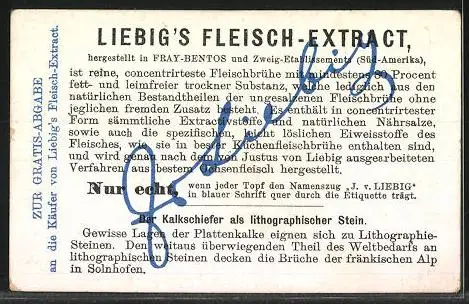 LIEBIG'S FLEISCH-EXTRACT,
hergestellt in FRAY-BENTOS und Zweig-Etablissements (Süd-Amerika),
ist reine, concentrirteste Fleischbrühe mit mindestens Procent
fett- und leimfreier trockner Substanz, welche lediglich aus den
natürlichen Bestandtheilen der ungesalzenen Fleischbrühe ohne
jeglichen fremden Zusatz besteht. Es enthält in concentrirtester
Form sämmtliche Extractivstoffe und natürlichen Nährsalze,
sowie auch die spezifischen, leicht löslichen Eiweissstoffe des
Fleisches, wie sie in bester Küchenfleischbrühe enthalten sind,
und wird genau nach dem von Justus von Liebig ausgearbeiteten
Verfahren aus bestem Ochsenfleisch hergestellt.
Nur echt, wenn jeder Topf den Namenszug „J. v. LIEBIG"
in blauer Schrift quer durch die Etiquette trägt.
Der Kalkschiefer als lithographischer Stein.
Gewisse Lagen der Plattenkalke eignen sich zu Lithographie-
Steinen. Den weitaus überwiegenden Theil des Weltbedarfs an
lithographischen Steinen decken die Brüche der fränkischen Alp
in Solnhofen.
ZUR GRATIS-ABGABE
an die Käufer von Liebig's Fleisch-Extract.
J v Liebig